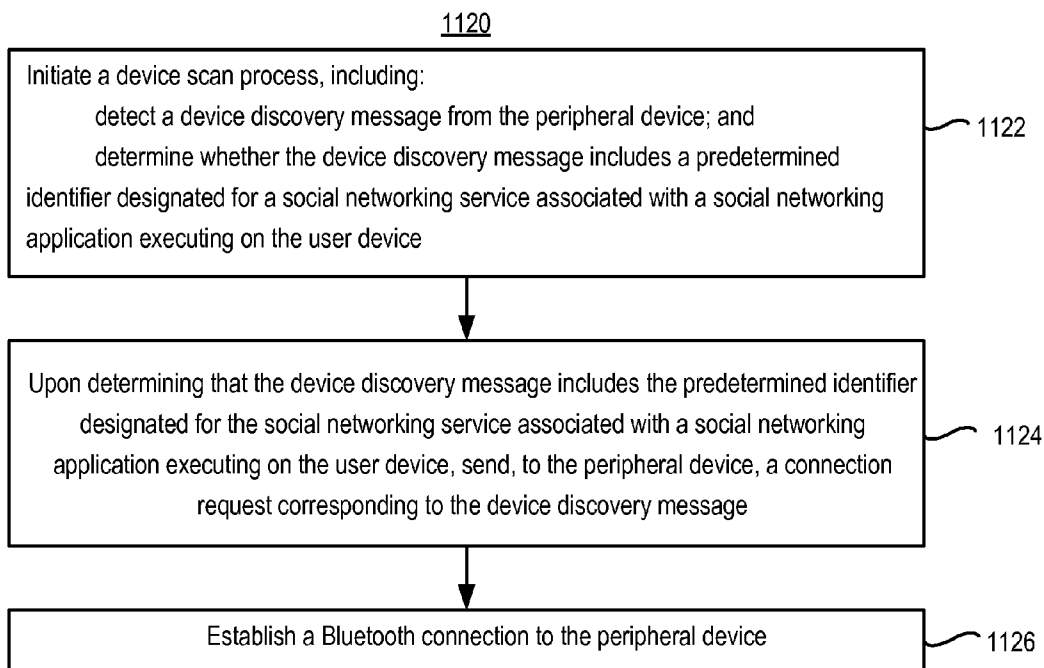 1120
Initiate a device scan process, including:
detect a device discovery message from the peripheral device; and
determine whether the device discovery message includes a predetermined
identifier designated for a social networking service associated with a social networking
application executing on the user device
1122
Upon determining that the device discovery message includes the predetermined identifier
designated for the social networking service associated with a social networking
application executing on the user device, send, to the peripheral device, a connection
request corresponding to the device discovery message
1124
Establish a Bluetooth connection to the peripheral device
1126